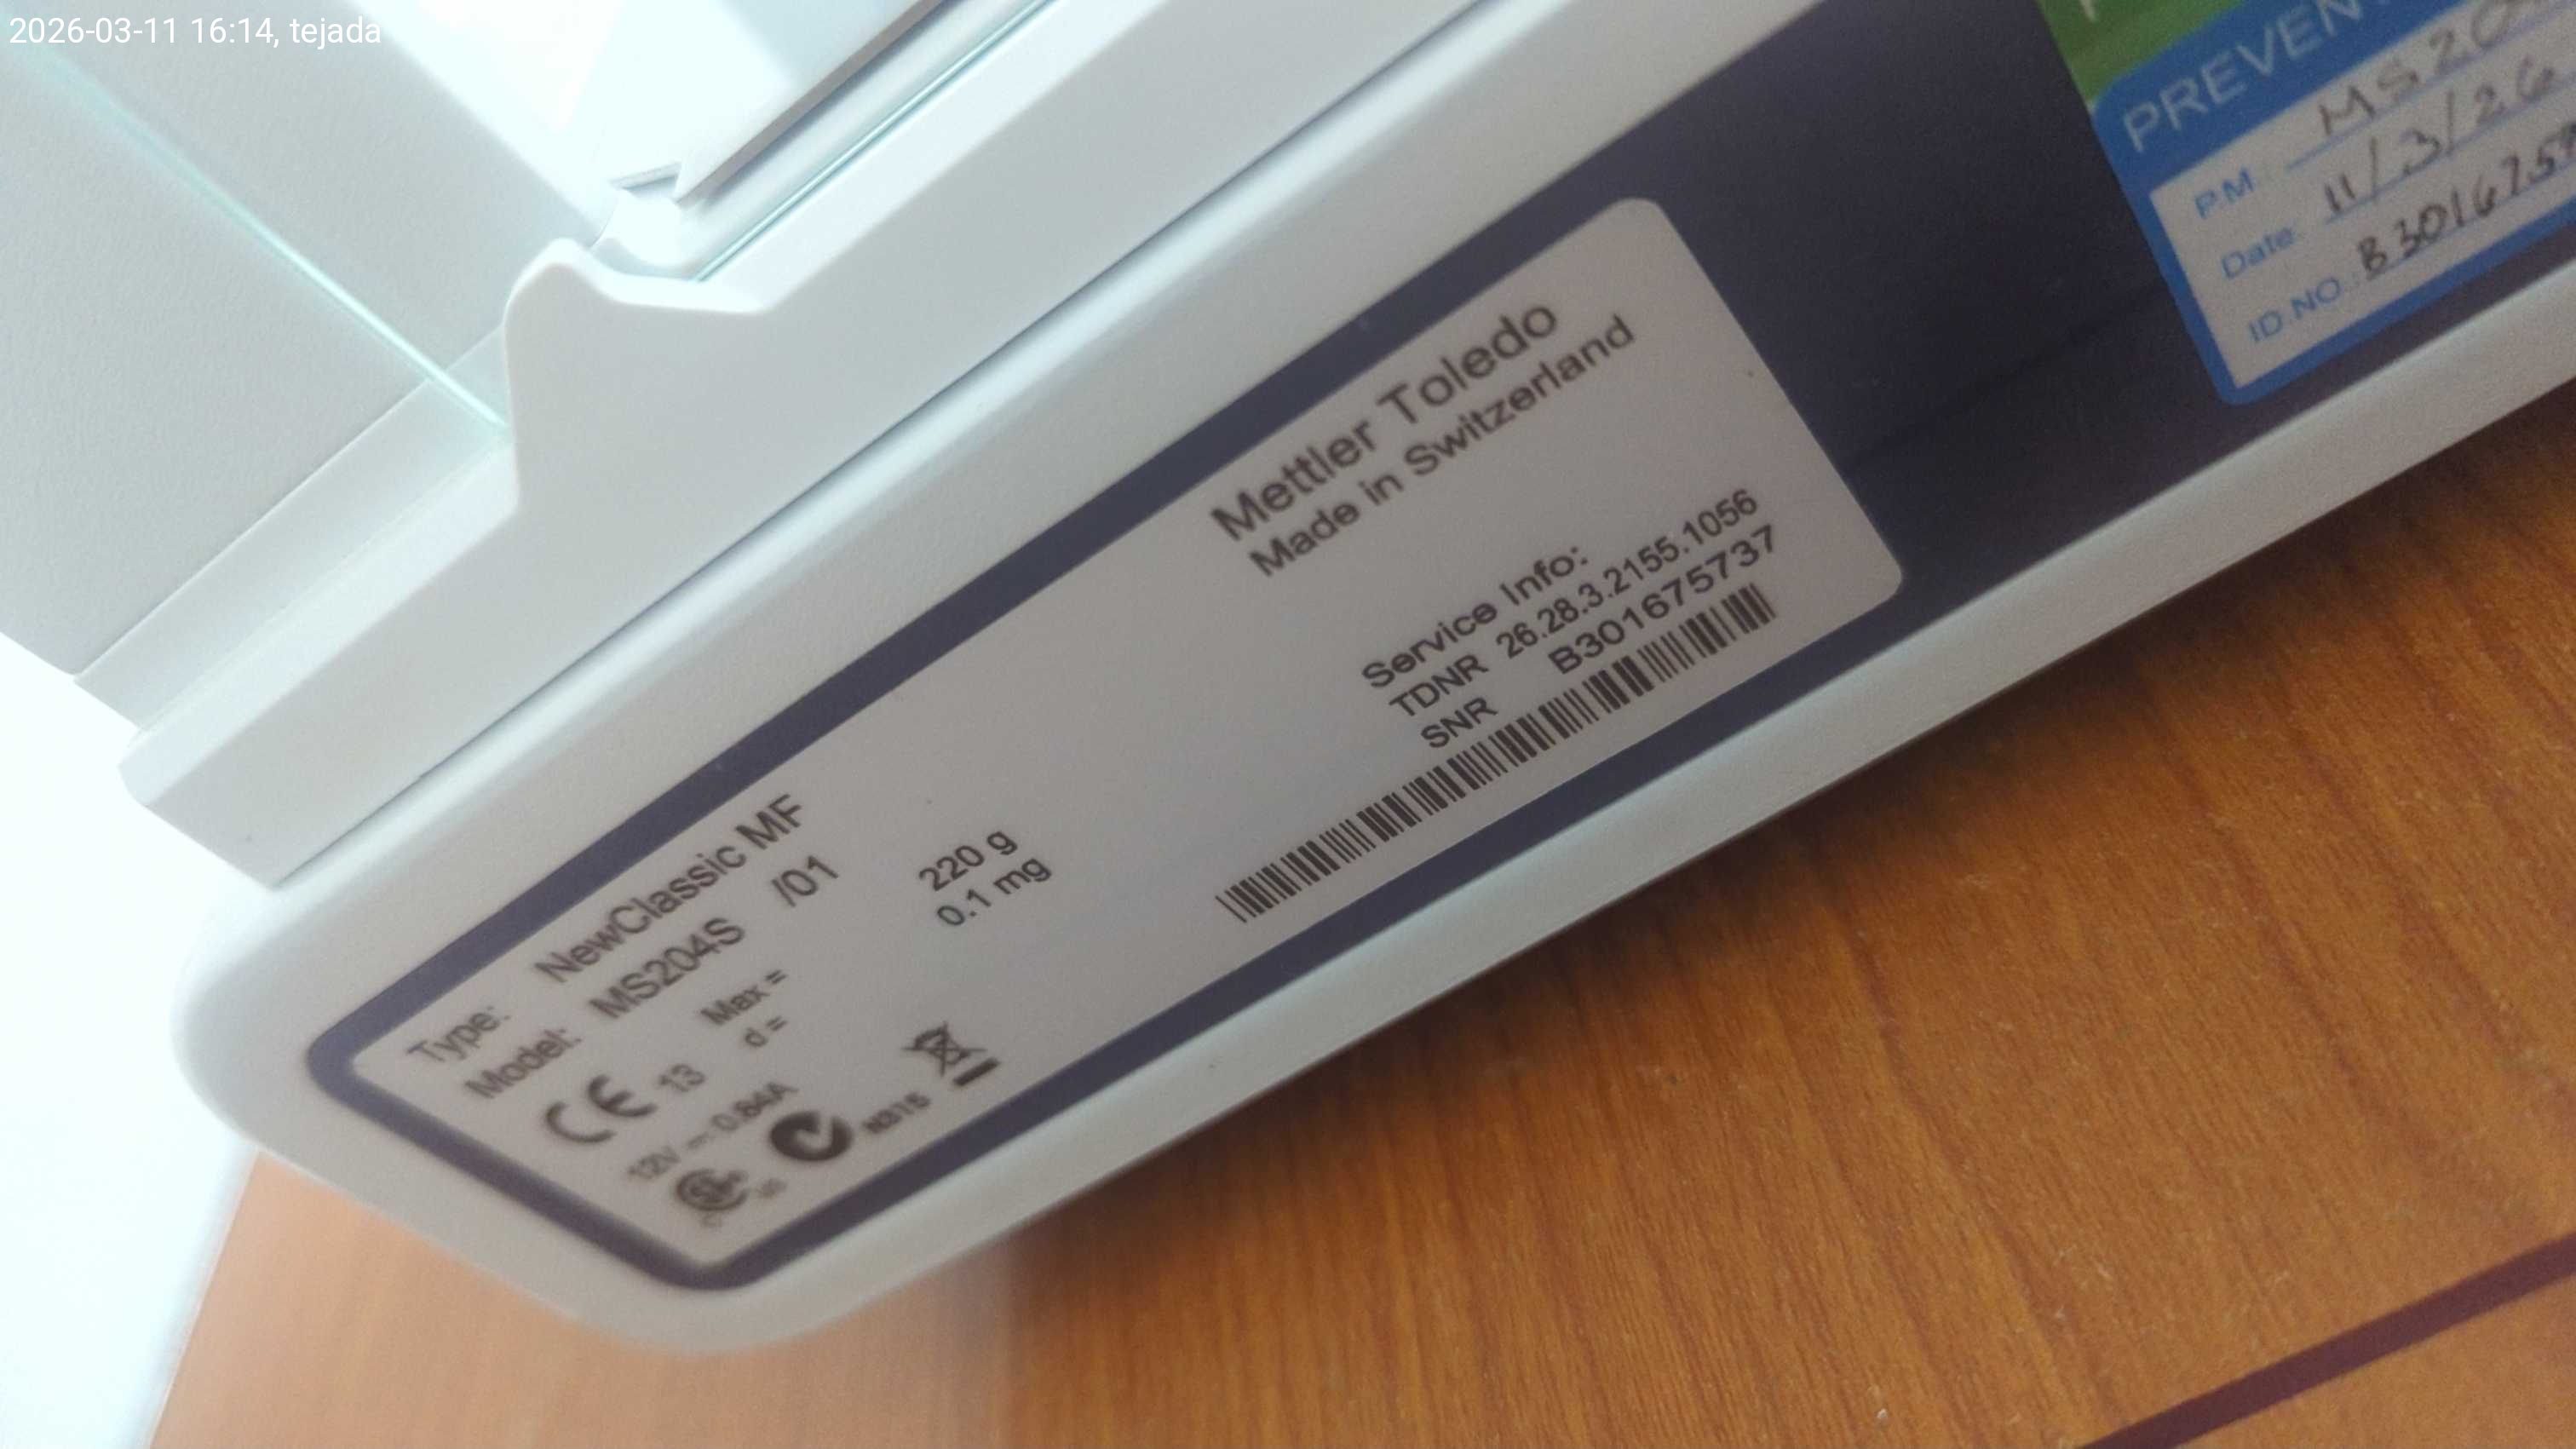 2026-03-11 16:14, tejada
Mettler Toledo
Made in Switzerland
Service Info:
TDNR 26.28.3.2155.1056
SNR B301675737
Type: NewClassic MF
Model: MS204S /01
Max = 220 g
d = 0.1 mg
CE 13
12V 0.84A
N315
P.M.:
Date: 11/3/26
ID NO.: